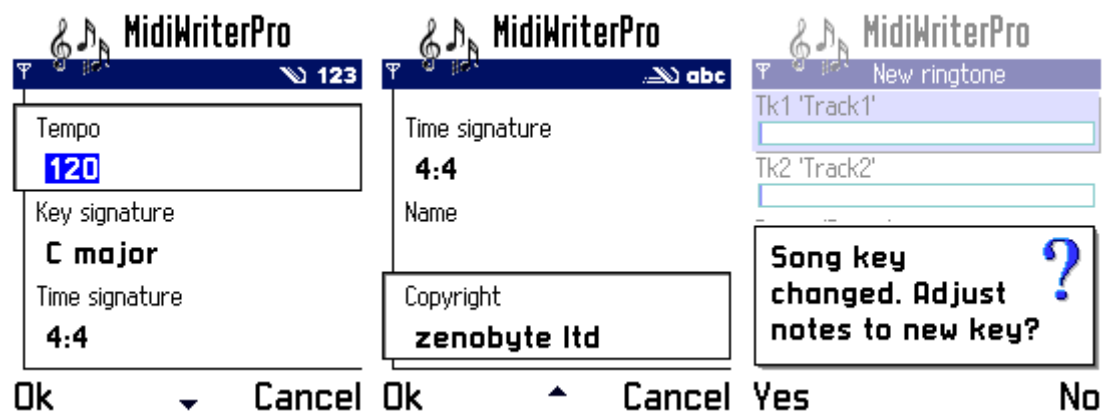 MidiWriterPro
123
Tempo
120
Key signature
C major
Time signature
4:4
Ok
Cancel
MidiWriterPro
abc
Time signature
4:4
Name
Copyright
zenobyte ltd
Ok
Cancel
MidiWriterPro
New ringtone
Tk1 'Track1'
Tk2 'Track2'
Song key
changed. Adjust
notes to new key?
Yes
No